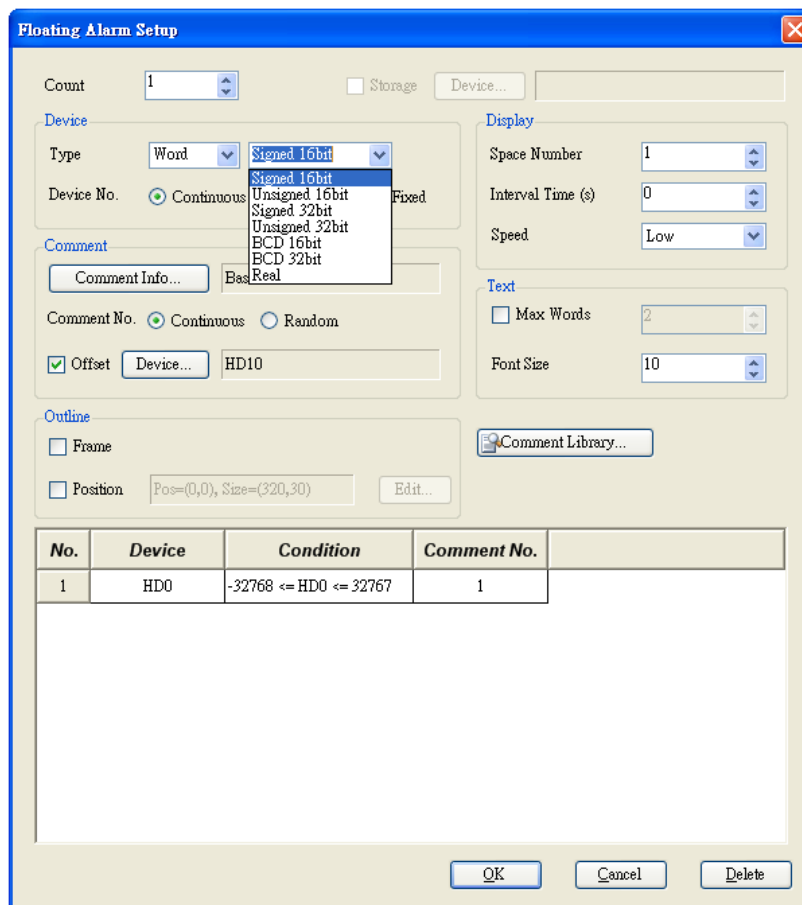 Floating Alarm Setup
Count 1 Storage Device...
Device
Type Word Signed 16bit
Signed 16bit
Unsigned 16bit
Signed 32bit
Unsigned 32bit
BCD 16bit
BCD 32bit
Real
Device No. Continuous Fixed
Display
Space Number 1
Interval Time (s) 0
Speed Low
Comment
Comment Info... Bas
Comment No. Continuous Random
Offset Device... HD10
Text
Max Words 2
Font Size 10
Outline
Frame
Position Pos=(0,0), Size=(320,30) Edit...
Comment Library...
No. Device Condition Comment No.
1 HD0 -32768 <= HD0 <= 32767 1
OK Cancel Delete